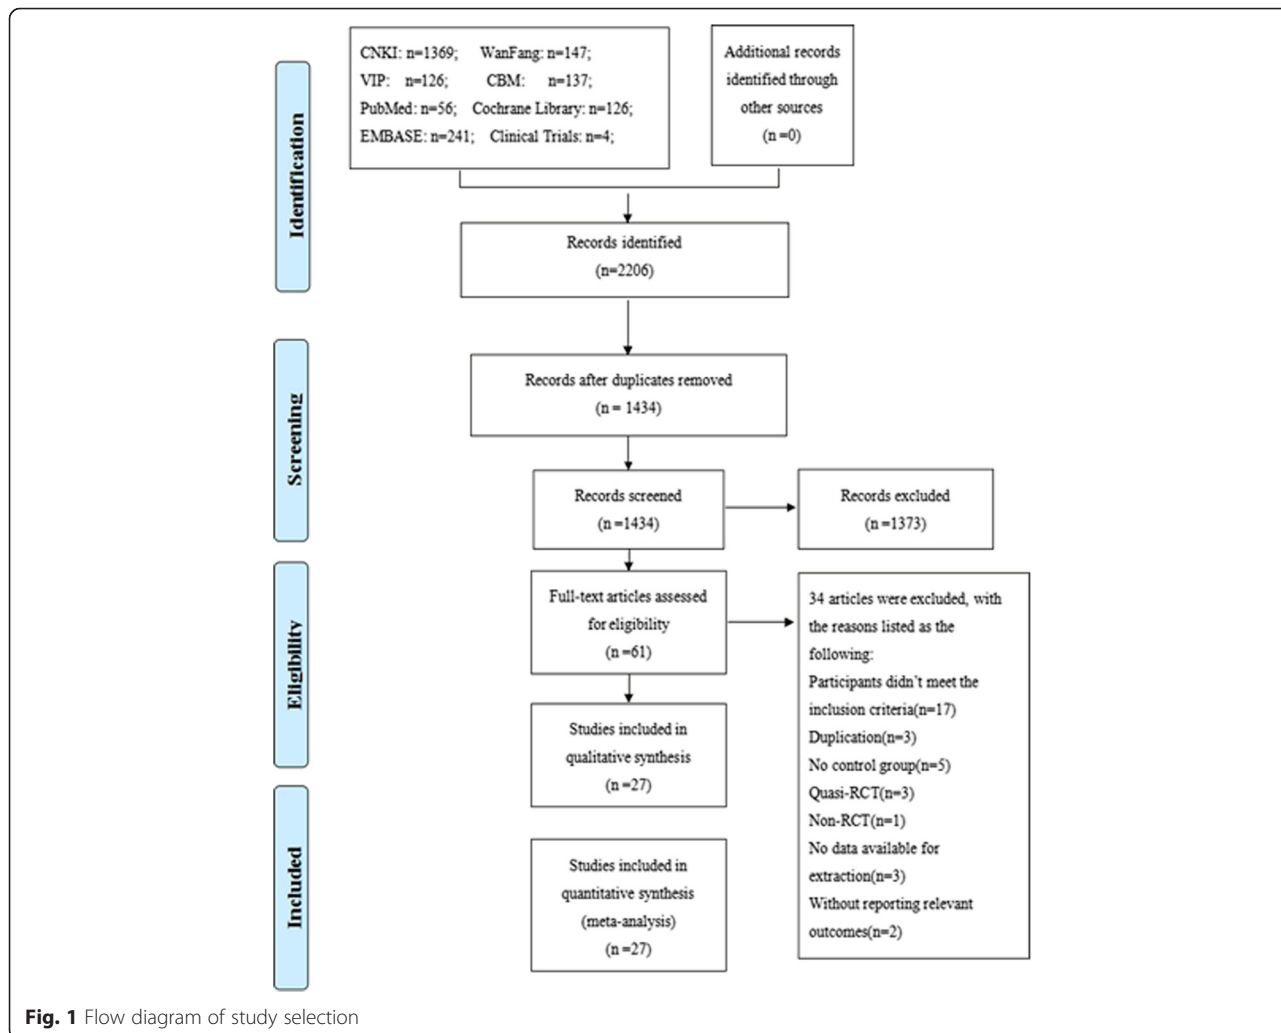 CNKI: n=1369; WanFang: n=147;
VIP: n=126; CBM: n=137;
PubMed: n=56; Cochrane Library: n=126;
EMBASE: n=241; Clinical Trials: n=4;
Additional records
identified through
other sources
(n =0)
Identification
Records identified
(n=2206)
Screening
Records after duplicates removed
(n = 1434)
Records screened
(n =1434)
Records excluded
(n =1373)
Eligibility
Full-text articles assessed
for eligibility
(n =61)
34 articles were excluded, with
the reasons listed as the
following:
Participants didn't meet the
inclusion criteria(n=17)
Duplication(n=3)
No control group(n=5)
Quasi-RCT(n=3)
Non-RCT(n=1)
No data available for
extraction(n=3)
Without reporting relevant
outcomes(n=2)
Studies included in
qualitative synthesis
(n =27)
Included
Studies included in
quantitative synthesis
(meta-analysis)
(n =27)
Fig. 1 Flow diagram of study selection